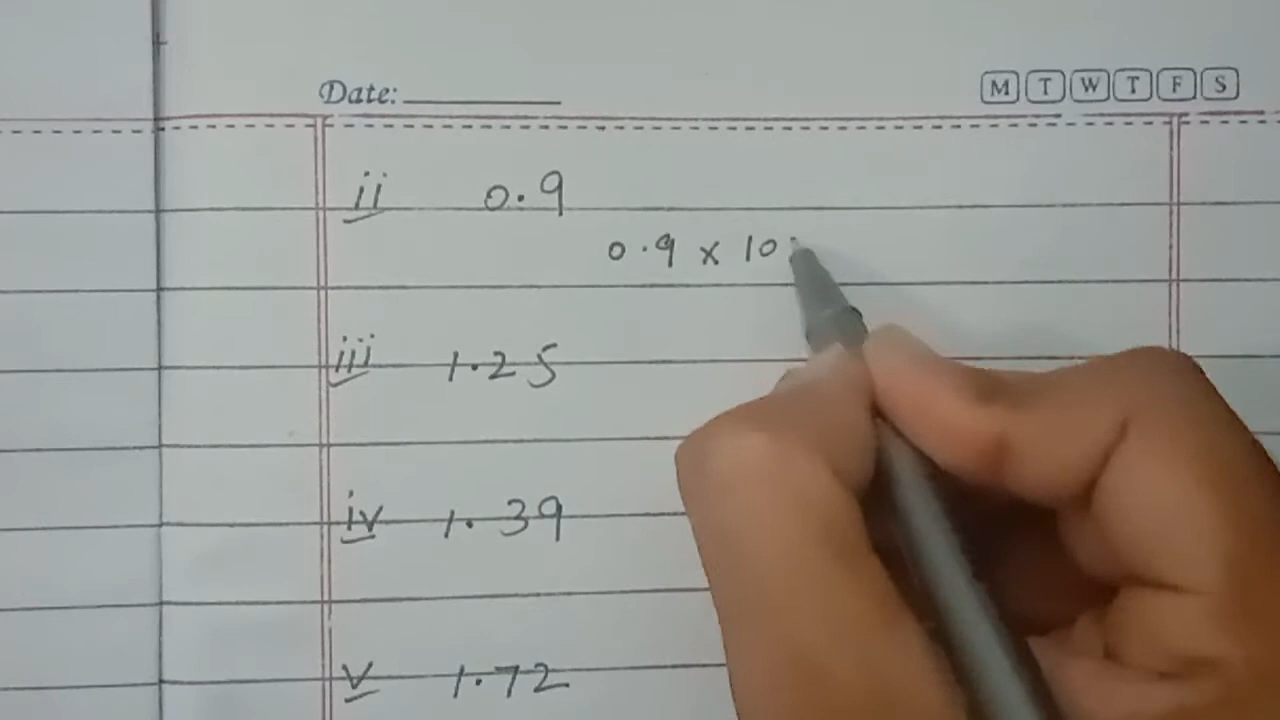 Date: M T W T F S
ii 0.9
0.9 x 10
iii 1.25
iv 1.39
v 1.72